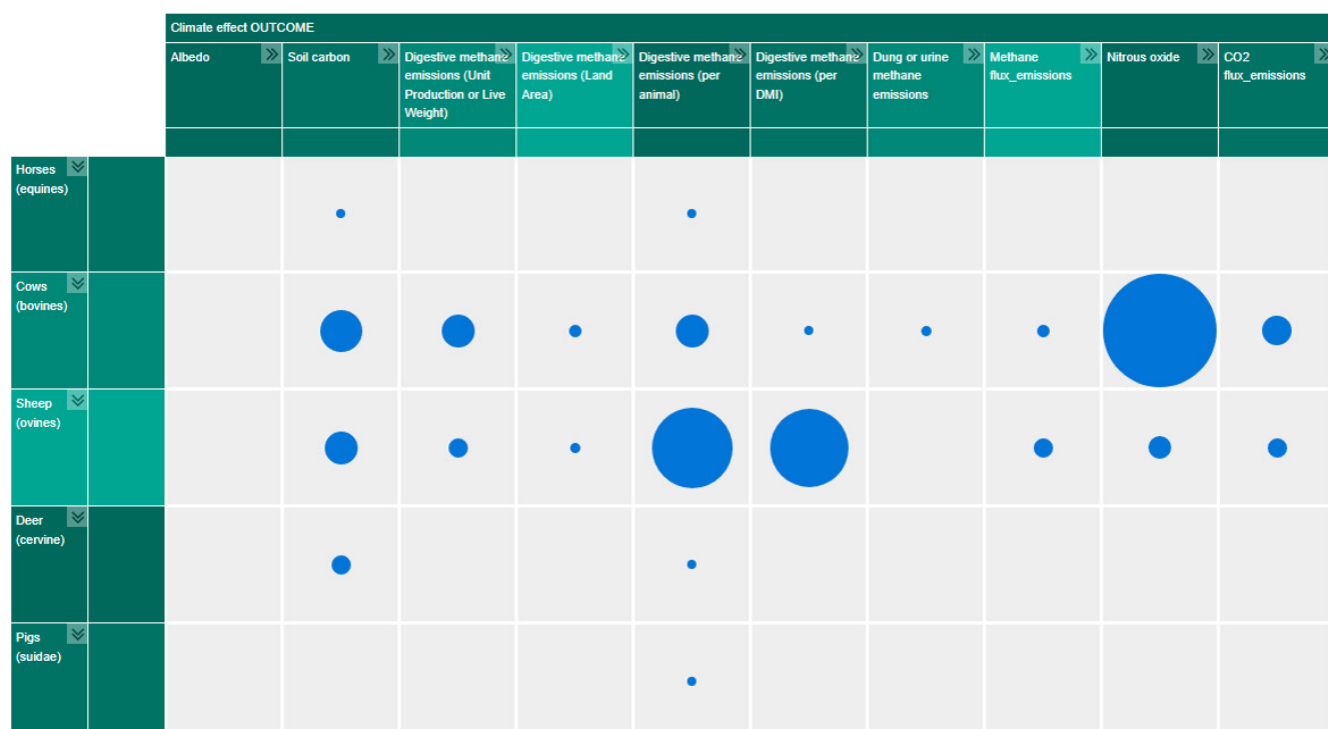 Climate effect OUTCOME
Albedo
Soil carbon
Digestive methane
emissions (Unit
Production or Live
Weight)
Digestive methane
emissions (Land
Area)
Digestive methane
emissions (per
animal)
Digestive methane
emissions (per
DMI)
Dung or urine
methane
emissions
Methane
flux_emissions
Nitrous oxide
CO2
flux_emissions
Horses
(equines)
Cows
(bovines)
Sheep
(ovines)
Deer
(cervine)
Pigs
(suidae)